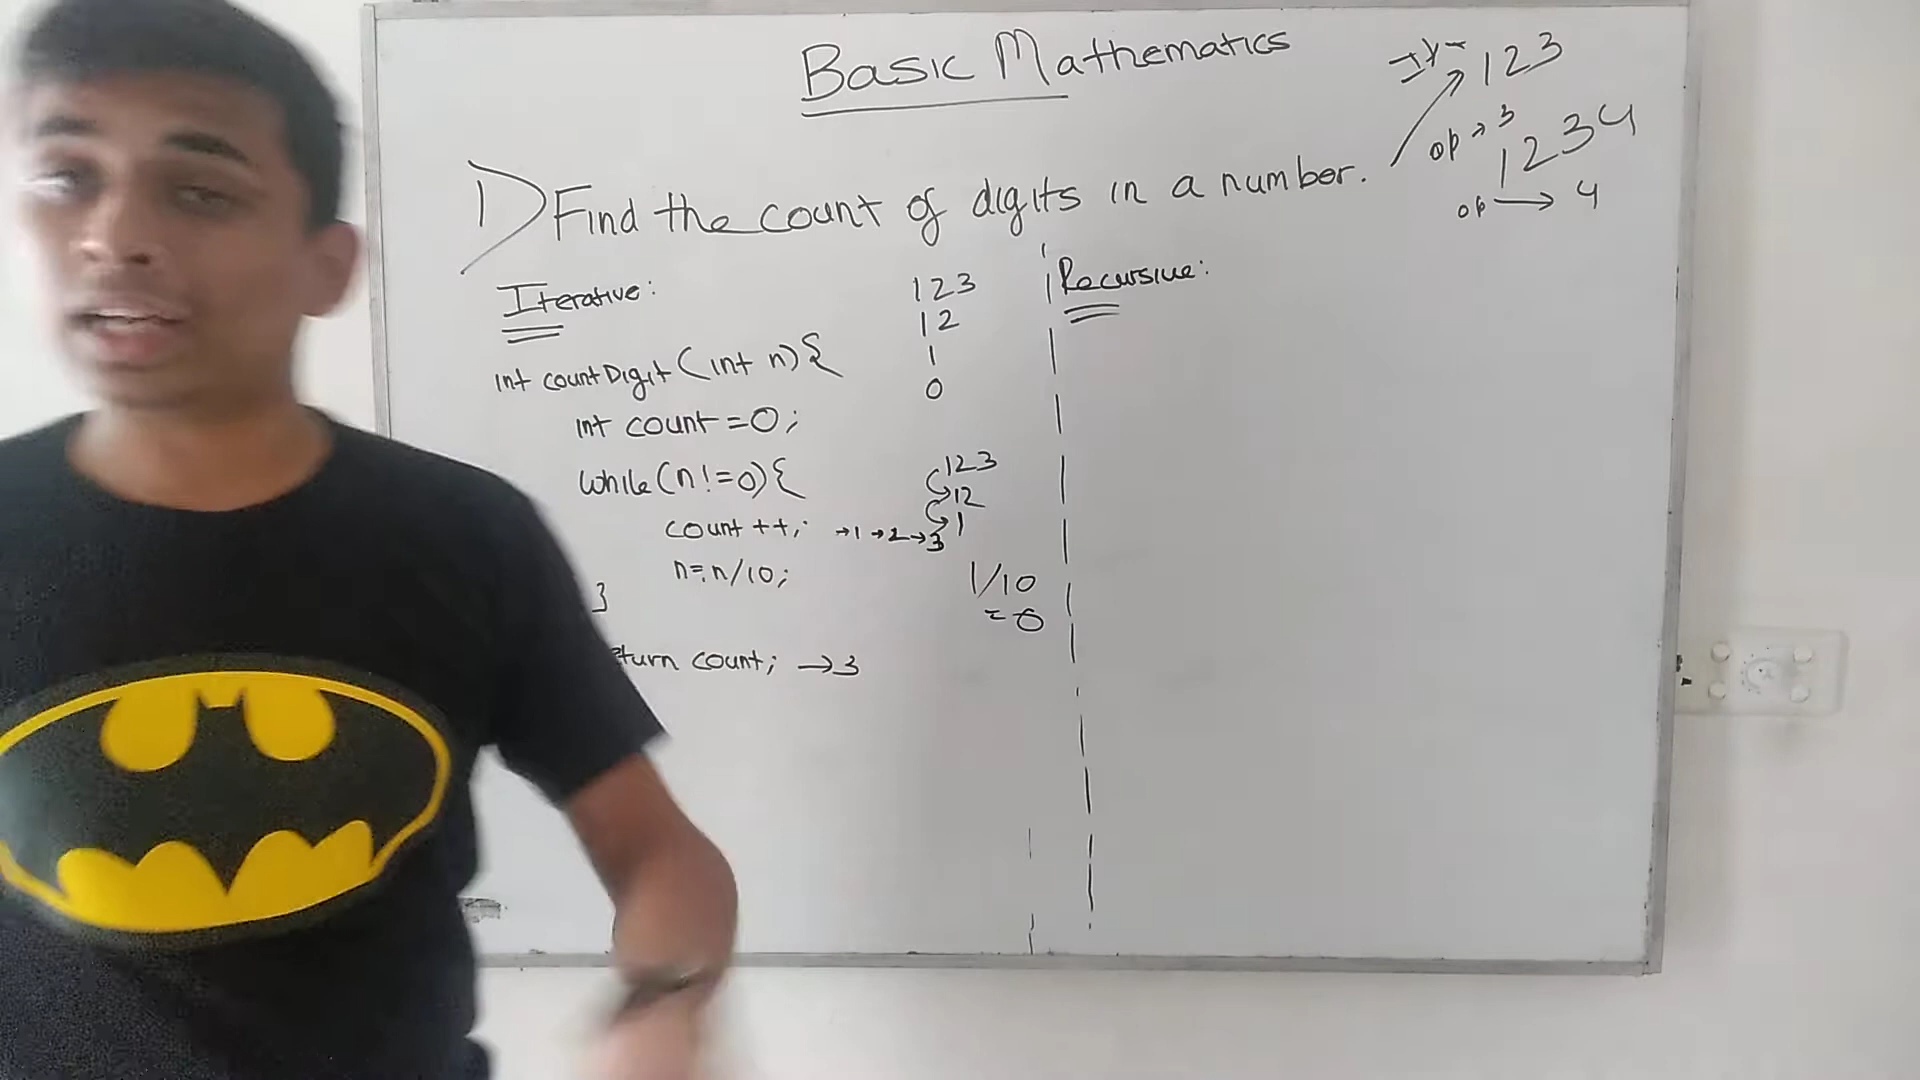 Basic Mathematics
1) Find the count of digits in a number.
123
op → 3
1234
op → 4
Iterative:
int countDigit (int n) {
int count = 0;
while (n != 0) {
count ++; → 1 → 2 → 3
n = n/10;
}
turn count; → 3
123
12
1
0
123
12
1
1/10
= 0
Recursive: